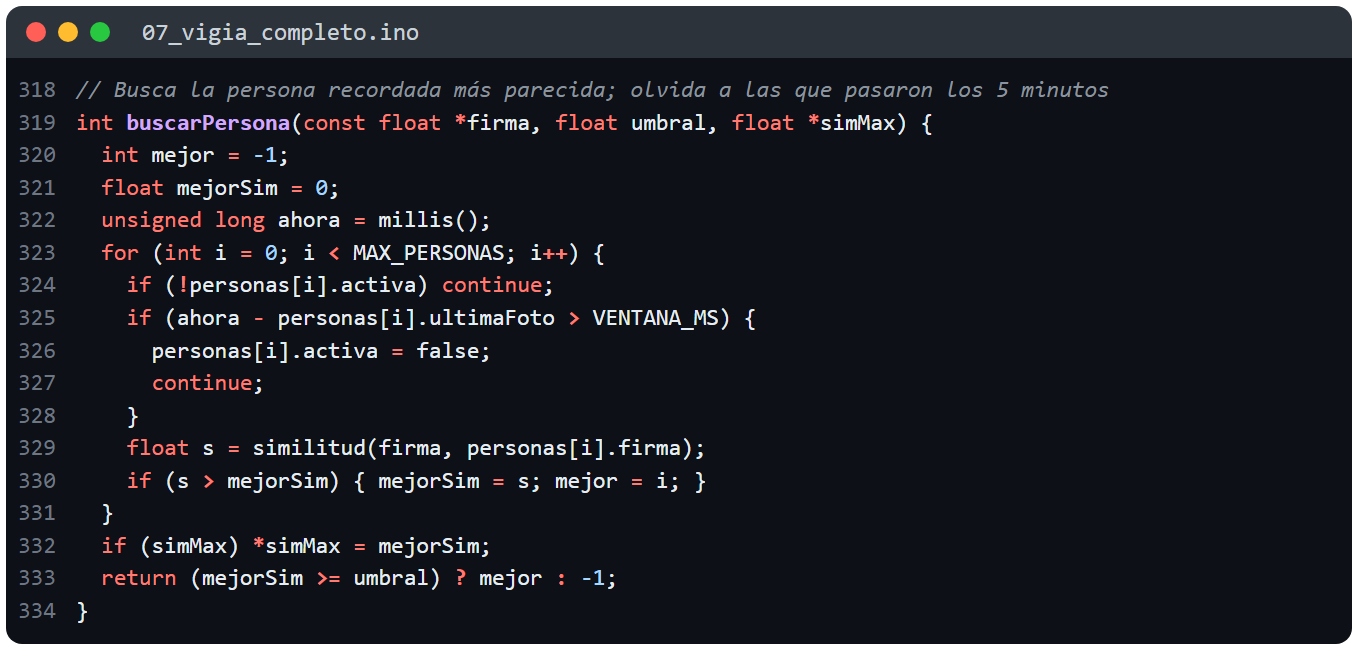 07_vigia_completo.ino
318 // Busca la persona recordada más parecida; olvida a las que pasaron los 5 minutos
319 int buscarPersona(const float *firma, float umbral, float *simMax) {
320   int mejor = -1;
321   float mejorSim = 0;
322   unsigned long ahora = millis();
323   for (int i = 0; i < MAX_PERSONAS; i++) {
324     if (!personas[i].activa) continue;
325     if (ahora - personas[i].ultimaFoto > VENTANA_MS) {
326       personas[i].activa = false;
327       continue;
328     }
329     float s = similitud(firma, personas[i].firma);
330     if (s > mejorSim) { mejorSim = s; mejor = i; }
331   }
332   if (simMax) *simMax = mejorSim;
333   return (mejorSim >= umbral) ? mejor : -1;
334 }